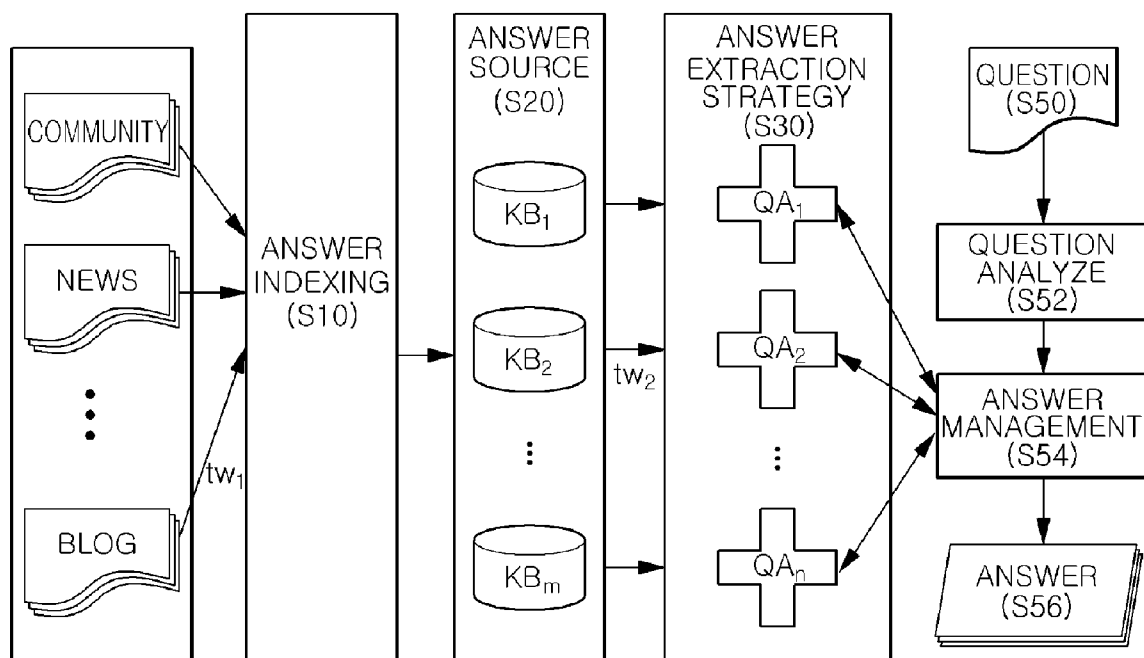 COMMUNITY
NEWS
BLOG
tw₁
ANSWER
INDEXING
(S10)
ANSWER
SOURCE
(S20)
KB₁
KB₂
KBₘ
tw₂
ANSWER
EXTRACTION
STRATEGY
(S30)
QA₁
QA₂
QAₙ
QUESTION
(S50)
QUESTION
ANALYZE
(S52)
ANSWER
MANAGEMENT
(S54)
ANSWER
(S56)